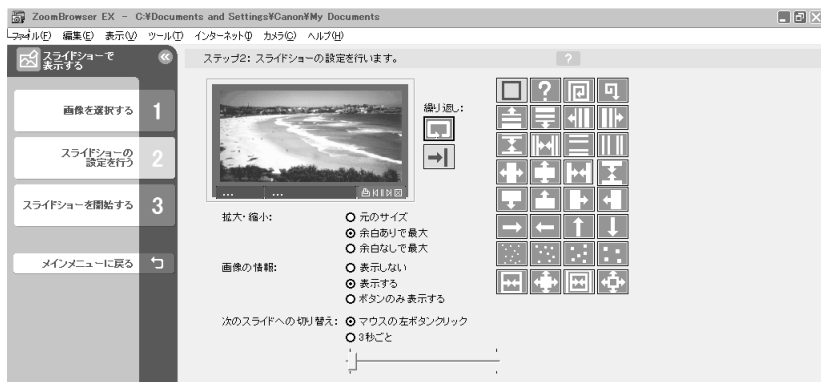 ZoomBrowser EX - C:¥Documents and Settings¥Canon¥My Documents
ファイル(F) 編集(E) 表示(V) ツール(T) インターネット(I) カメラ(C) ヘルプ(H)
スライドショーで
表示する
ステップ2: スライドショーの設定を行います。
?
画像を選択する 1
スライドショーの
設定を行う 2
スライドショーを開始する 3
メインメニューに戻る
繰り返し:
?
... ...
拡大・縮小:
元のサイズ
余白ありで最大
余白なしで最大
画像の情報:
表示しない
表示する
ボタンのみ表示する
次のスライドへの切り替え:
マウスの左ボタンクリック
3秒ごと